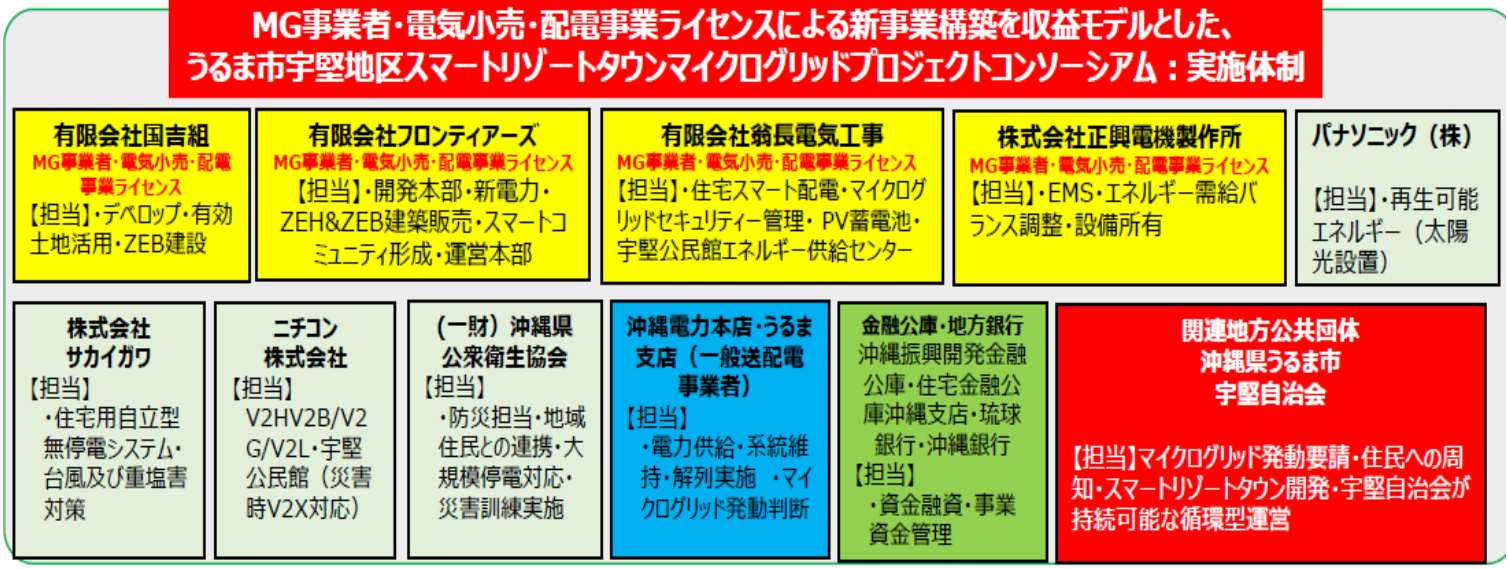 MG事業者・電気小売・配電事業ライセンスによる新事業構築を収益モデルとした、
うるま市宇堅地区スマートリゾートタウンマイクログリッドプロジェクトコンソーシアム：実施体制
有限会社国吉組
MG事業者・電気小売・配電
事業ライセンス
【担当】・デベロップ・有効
土地活用・ZEB建設
有限会社フロンティアーズ
MG事業者・電気小売・配電事業ライセンス
【担当】・開発本部・新電力・
ZEH&ZEB建築販売・スマートコ
ミュニティ形成・運営本部
有限会社翁長電気工事
MG事業者・電気小売・配電事業ライセンス
【担当】・住宅スマート配電・マイクログ
リッドセキュリティー管理・ PV蓄電池・
宇堅公民館エネルギー供給センター
株式会社正興電機製作所
MG事業者・電気小売・配電事業ライセンス
【担当】・EMS・エネルギー需給バ
ランス調整・設備所有
パナソニック（株）
【担当】・再生可能
エネルギー（太陽
光設置）
株式会社
サカイガワ
【担当】
・住宅用自立型
無停電システム・
台風及び重塩害
対策
ニチコン
株式会社
【担当】
V2HV2B/V2
G/V2L・宇堅
公民館（災害
時V2X対応）
(一財）沖縄県
公衆衛生協会
【担当】
・防災担当・地域
住民との連携・大
規模停電対応・
災害訓練実施
沖縄電力本店・うるま
支店（一般送配電
事業者）
【担当】
・電力供給・系統維
持・解列実施 ・マイ
クログリッド発動判断
金融公庫・地方銀行
沖縄振興開発金融
公庫・住宅金融公
庫沖縄支店・琉球
銀行・沖縄銀行
【担当】
・資金融資・事業
資金管理
関連地方公共団体
沖縄県うるま市
宇堅自治会
【担当】マイクログリッド発動要請・住民への周
知・スマートリゾートタウン開発・宇堅自治会が
持続可能な循環型運営